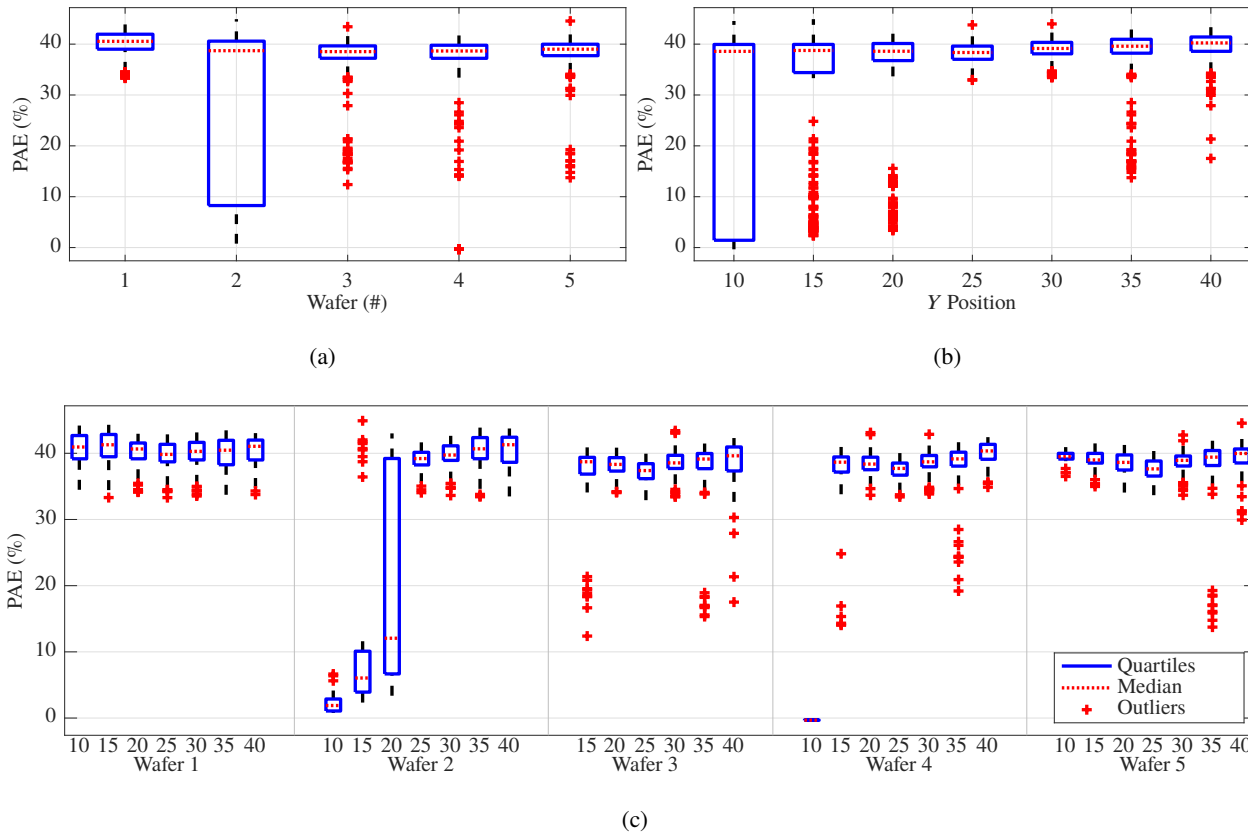 40
30
20
10
0
PAE (%)
1 2 3 4 5
Wafer (#)
(a)
40
30
20
10
0
PAE (%)
10 15 20 25 30 35 40
Y Position
(b)
40
30
20
10
0
PAE (%)
10 15 20 25 30 35 40 10 15 20 25 30 35 40 15 20 25 30 35 40 10 15 20 25 30 35 40 10 15 20 25 30 35 40
Wafer 1 Wafer 2 Wafer 3 Wafer 4 Wafer 5
Quartiles
Median
Outliers
(c)